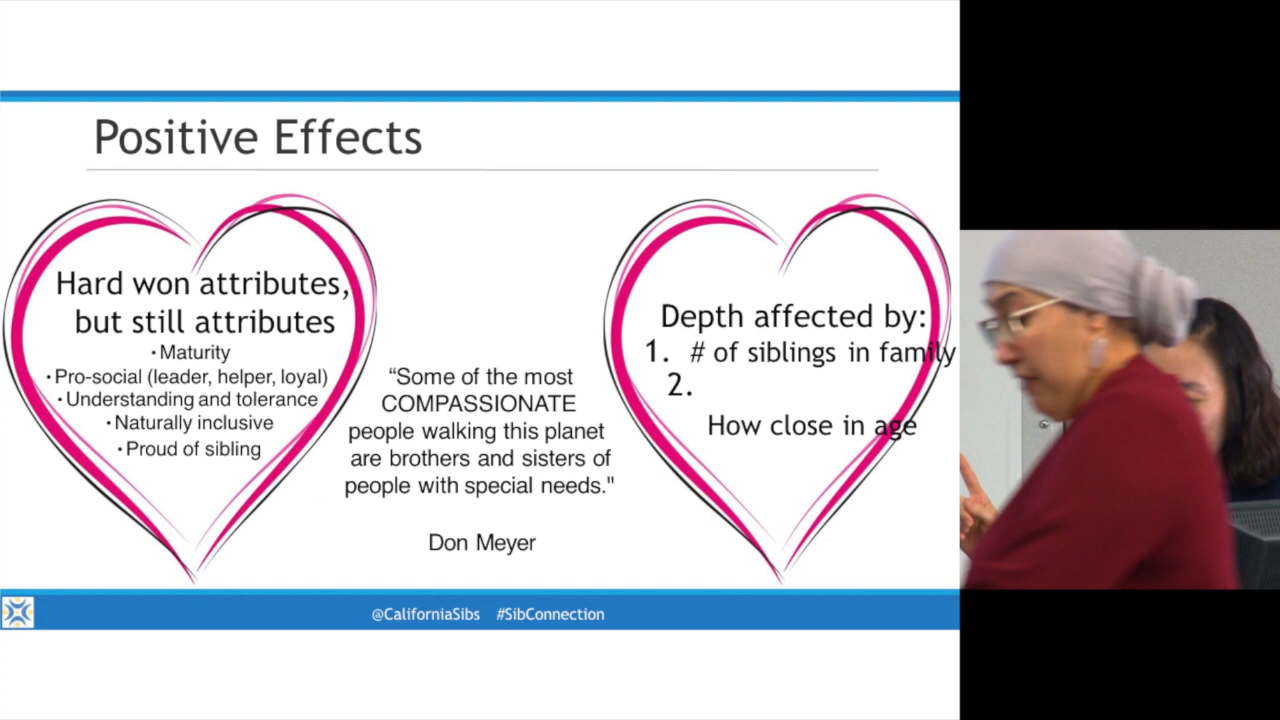 Positive Effects
Hard won attributes,
but still attributes
• Maturity
• Pro-social (leader, helper, loyal)
• Understanding and tolerance
• Naturally inclusive
• Proud of sibling
“Some of the most
COMPASSIONATE
people walking this planet
are brothers and sisters of
people with special needs."
Don Meyer
Depth affected by:
1. # of siblings in family
2.
How close in age
@CaliforniaSibs #SibConnection